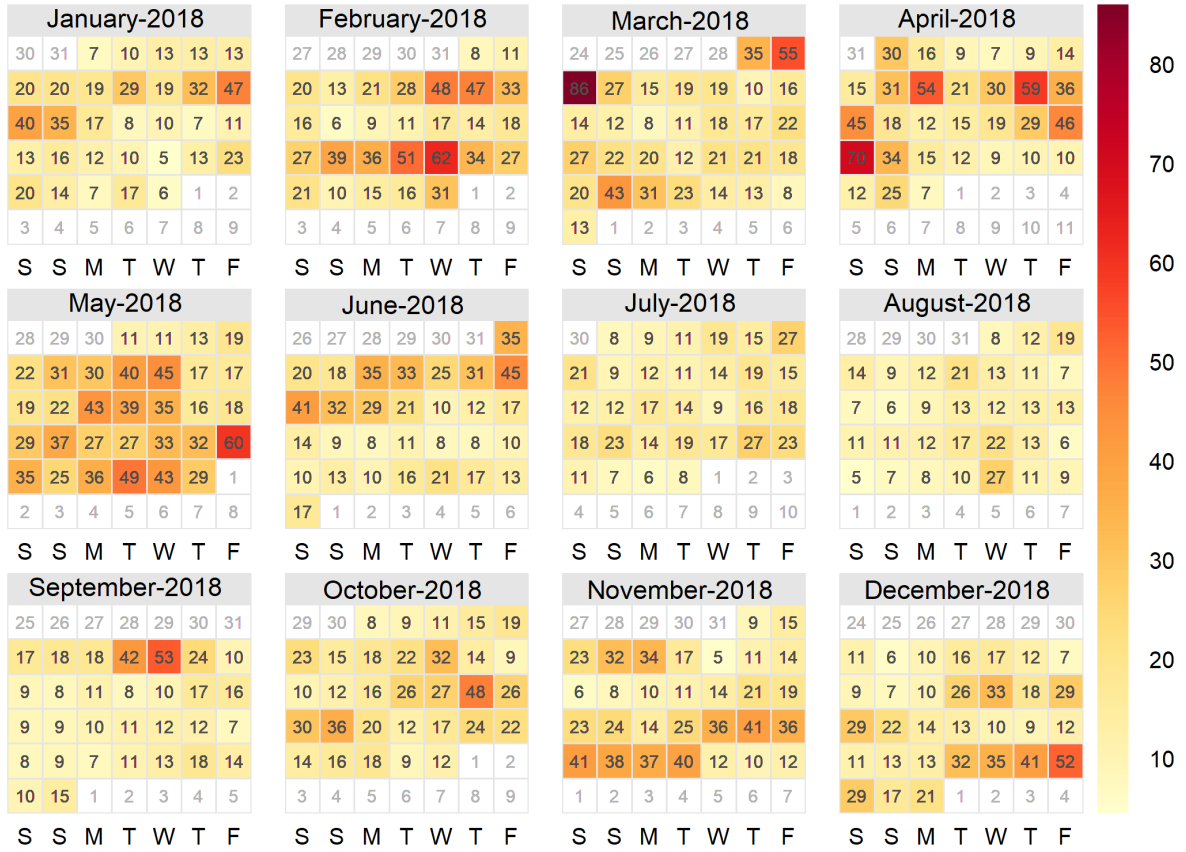 January-2018
30 31 7 10 13 13 13
20 20 19 29 19 32 47
40 35 17 8 10 7 11
13 16 12 10 5 13 23
20 14 7 17 6 1 2
3 4 5 6 7 8 9
S S M T W T F
February-2018
27 28 29 30 31 8 11
20 13 21 28 48 47 33
16 6 9 11 17 14 18
27 39 36 51 62 34 27
21 10 15 16 31 1 2
3 4 5 6 7 8 9
S S M T W T F
March-2018
24 25 26 27 28 35 55
86 27 15 19 19 10 16
14 12 8 11 18 17 22
27 22 20 12 21 21 18
20 43 31 23 14 13 8
13 1 2 3 4 5 6
S S M T W T F
April-2018
31 30 16 9 7 9 14
15 31 54 21 30 59 36
45 18 12 15 19 29 46
70 34 15 12 9 10 10
12 25 7 1 2 3 4
5 6 7 8 9 10 11
S S M T W T F
May-2018
28 29 30 11 11 13 19
22 31 30 40 45 17 17
19 22 43 39 35 16 18
29 37 27 27 33 32 60
35 25 36 49 43 29 1
2 3 4 5 6 7 8
S S M T W T F
June-2018
26 27 28 29 30 31 35
20 18 35 33 25 31 45
41 32 29 21 10 12 17
14 9 8 11 8 8 10
10 13 10 16 21 17 13
17 1 2 3 4 5 6
S S M T W T F
July-2018
30 8 9 11 19 15 27
21 9 12 11 14 19 15
12 12 17 14 9 16 18
18 23 14 19 17 27 23
11 7 6 8 1 2 3
4 5 6 7 8 9 10
S S M T W T F
August-2018
28 29 30 31 8 12 19
14 9 12 21 13 11 7
7 6 9 13 12 13 13
11 11 12 17 22 13 6
5 7 8 10 27 11 9
1 2 3 4 5 6 7
S S M T W T F
September-2018
25 26 27 28 29 30 31
17 18 18 42 53 24 10
9 8 11 8 10 17 16
9 9 10 11 12 12 7
8 9 7 11 13 18 14
10 15 1 2 3 4 5
S S M T W T F
October-2018
29 30 8 9 11 15 19
23 15 18 22 32 14 9
10 12 16 26 27 48 26
30 36 20 12 17 24 22
14 16 18 9 12 1 2
3 4 5 6 7 8 9
S S M T W T F
November-2018
27 28 29 30 31 9 15
23 32 34 17 5 11 14
6 8 10 11 14 21 19
23 24 14 25 36 41 36
41 38 37 40 12 10 12
1 2 3 4 5 6 7
S S M T W T F
December-2018
24 25 26 27 28 29 30
11 6 10 16 17 12 7
9 7 10 26 33 18 29
29 22 14 13 10 9 12
11 13 13 32 35 41 52
29 17 21 1 2 3 4
S S M T W T F
80
70
60
50
40
30
20
10